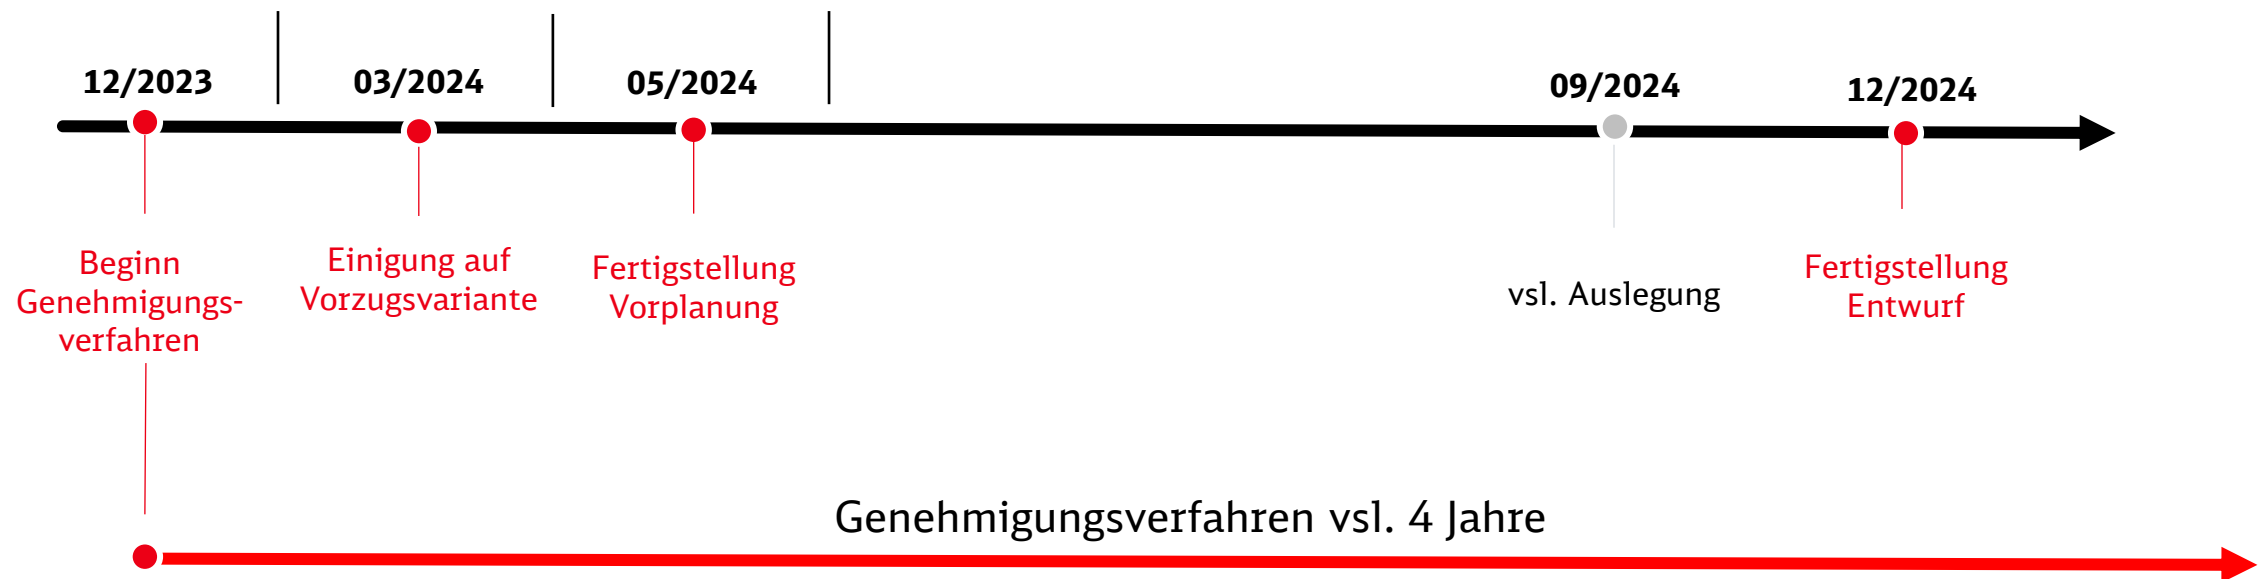 12/2023
03/2024
05/2024
09/2024
12/2024
Beginn
Genehmigungs-
verfahren
Einigung auf
Vorzugsvariante
Fertigstellung
Vorplanung
vsl. Auslegung
Fertigstellung
Entwurf
Genehmigungsverfahren vsl. 4 Jahre